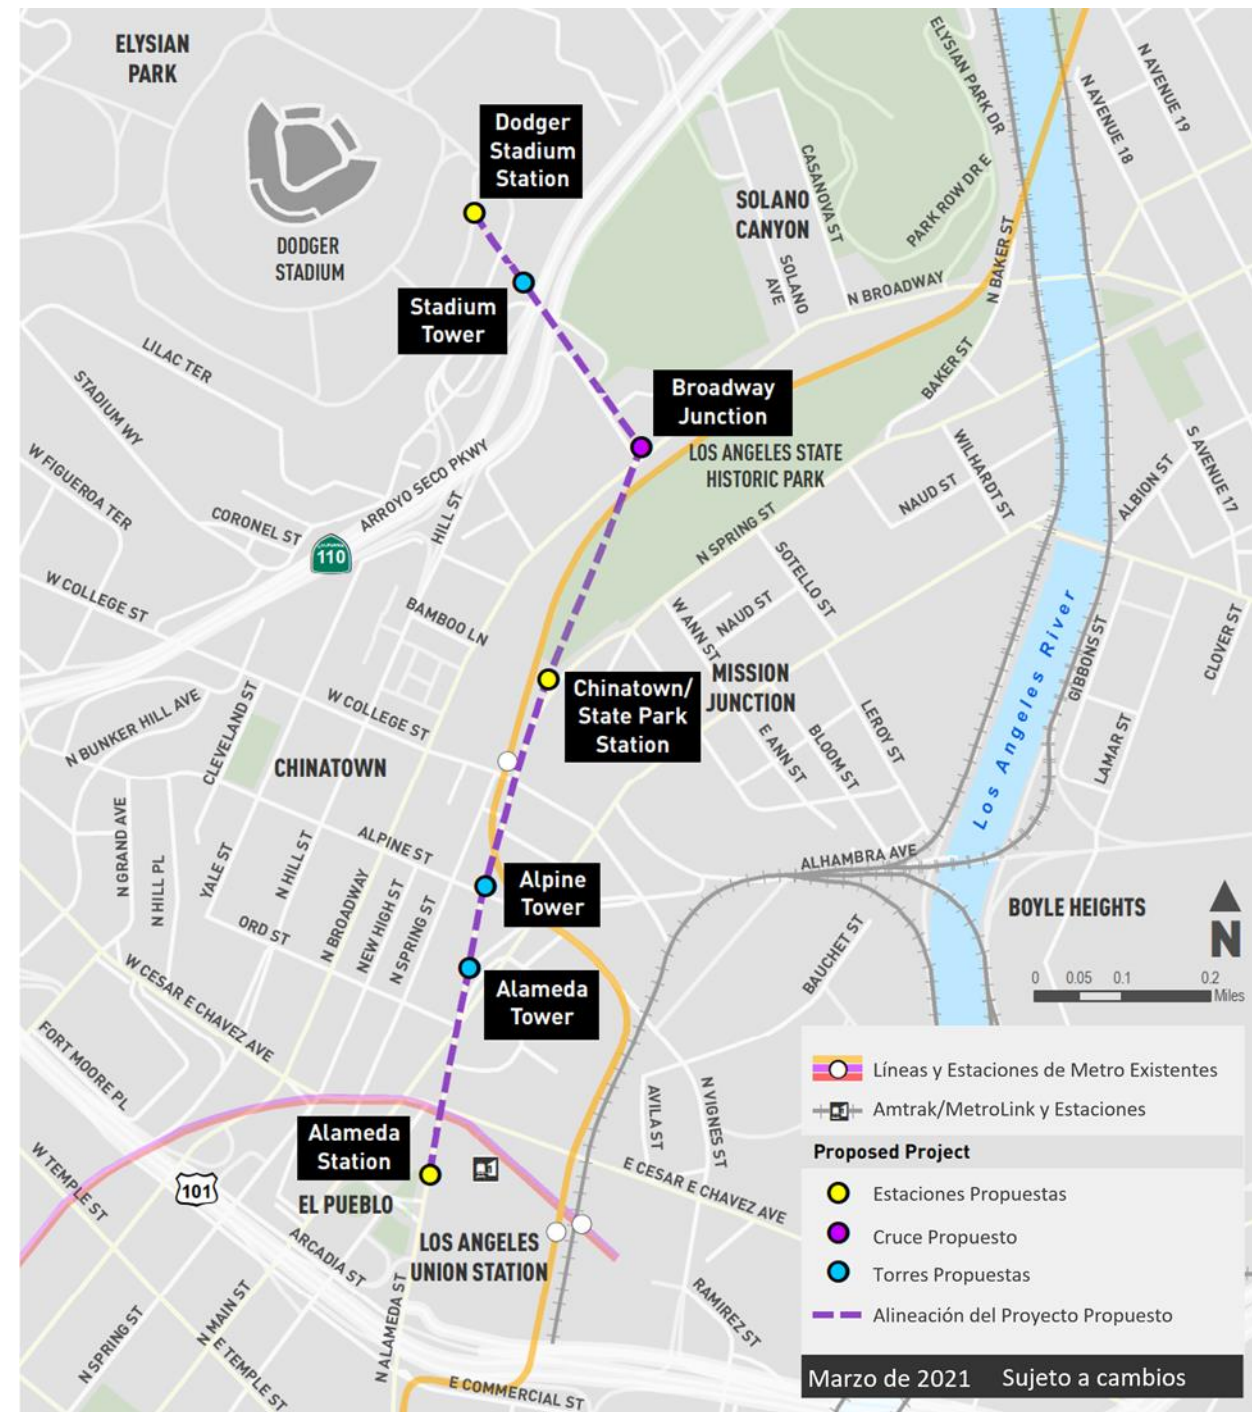 ELYSIAN
PARK
ELYSIAN PARK DR
N AVENUE 19
N AVENUE 18
Dodger
Stadium
Station
CASANOVA ST
PARK ROW DR E
SOLANO
CANYON
DODGER
STADIUM
SOLANO
AVE
N BROADWAY
N BAKER ST
Stadium
Tower
LILAC TER
STADIUM WY
BAKER ST
Broadway
Junction
LOS ANGELES STATE
HISTORIC PARK
W FIGUEROA TER
ARROYO SECO PKWY
HILL ST
CORONEL ST
CALIFORNIA
110
WILHARDT ST
NAUD ST
S AVENUE 17
ALBION ST
N SPRING ST
SOTELLO ST
W COLLEGE ST
BAMBOO LN
W ANN ST
NAUD ST
Los Angeles River
GIBBONS ST
CLOVER ST
MISSION
JUNCTION
Chinatown/
State Park
Station
N BUNKER HILL AVE
CLEVELAND ST
W COLLEGE ST
LEROY ST
BLOOM ST
E ANN ST
LAMAR ST
CHINATOWN
N GRAND AVE
N HILL PL
YALE ST
N HILL ST
ALPINE ST
ALHAMBRA AVE
Alpine
Tower
N BROADWAY
NEW HIGH ST
N SPRING ST
ORD ST
BOYLE HEIGHTS
N
BAUCHET ST
W CESAR E CHAVEZ AVE
Alameda
Tower
0 0.05 0.1 0.2
Miles
FORT MOORE PL
AVILA ST
N VIGNES ST
Alameda
Station
W TEMPLE ST
101
EL PUEBLO
E CESAR E CHAVEZ AVE
LOS ANGELES
UNION STATION
ARCADIA ST
RAMIREZ ST
N SPRING ST
N MAIN ST
E TEMPLE ST
N ALAMEDA ST
E COMMERCIAL ST
Líneas y Estaciones de Metro Existentes
Amtrak/MetroLink y Estaciones
Proposed Project
Estaciones Propuestas
Cruce Propuesto
Torres Propuestas
Alineación del Proyecto Propuesto
Marzo de 2021 Sujeto a cambios